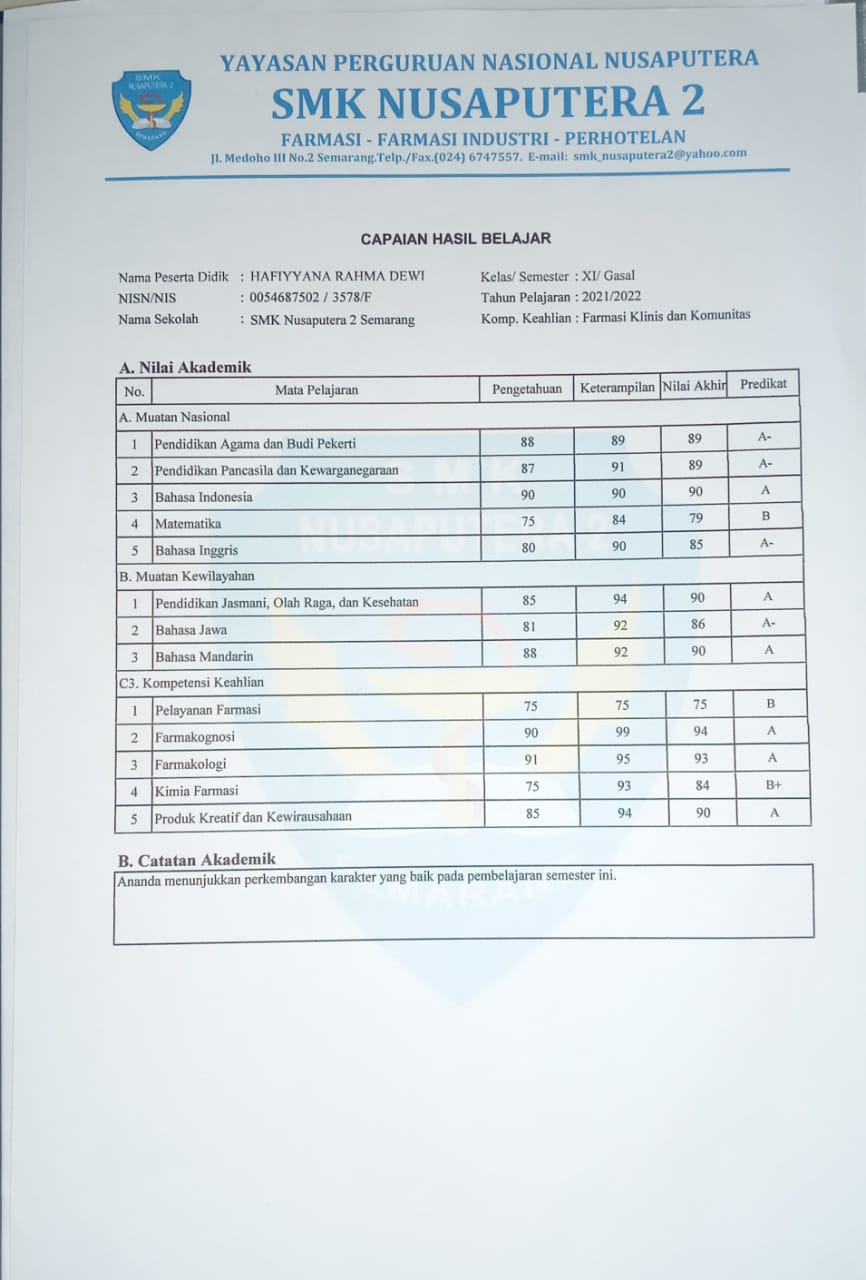 SMK
NUSAPUTERA 2
SEMARANG
YAYASAN PERGURUAN NASIONAL NUSAPUTERA
SMK NUSAPUTERA 2
FARMASI - FARMASI INDUSTRI - PERHOTELAN
Jl. Medoho III No.2 Semarang.Telp./Fax.(024) 6747557. E-mail: smk_nusaputera2@yahoo.com
CAPAIAN HASIL BELAJAR
Nama Peserta Didik : HAFIYYANA RAHMA DEWI Kelas/ Semester : XI/ Gasal
NISN/NIS : 0054687502 / 3578/F Tahun Pelajaran : 2021/2022
Nama Sekolah : SMK Nusaputera 2 Semarang Komp. Keahlian : Farmasi Klinis dan Komunitas
A. Nilai Akademik
No. Mata Pelajaran Pengetahuan Keterampilan Nilai Akhir Predikat
A. Muatan Nasional
1 Pendidikan Agama dan Budi Pekerti 88 89 89 A-
2 Pendidikan Pancasila dan Kewarganegaraan 87 91 89 A-
3 Bahasa Indonesia 90 90 90 A
4 Matematika 75 84 79 B
5 Bahasa Inggris 80 90 85 A-
B. Muatan Kewilayahan
1 Pendidikan Jasmani, Olah Raga, dan Kesehatan 85 94 90 A
2 Bahasa Jawa 81 92 86 A-
3 Bahasa Mandarin 88 92 90 A
C3. Kompetensi Keahlian
1 Pelayanan Farmasi 75 75 75 B
2 Farmakognosi 90 99 94 A
3 Farmakologi 91 95 93 A
4 Kimia Farmasi 75 93 84 B+
5 Produk Kreatif dan Kewirausahaan 85 94 90 A
B. Catatan Akademik
Ananda menunjukkan perkembangan karakter yang baik pada pembelajaran semester ini.
SMK
NUSAPUTERA 2
SEMARANG